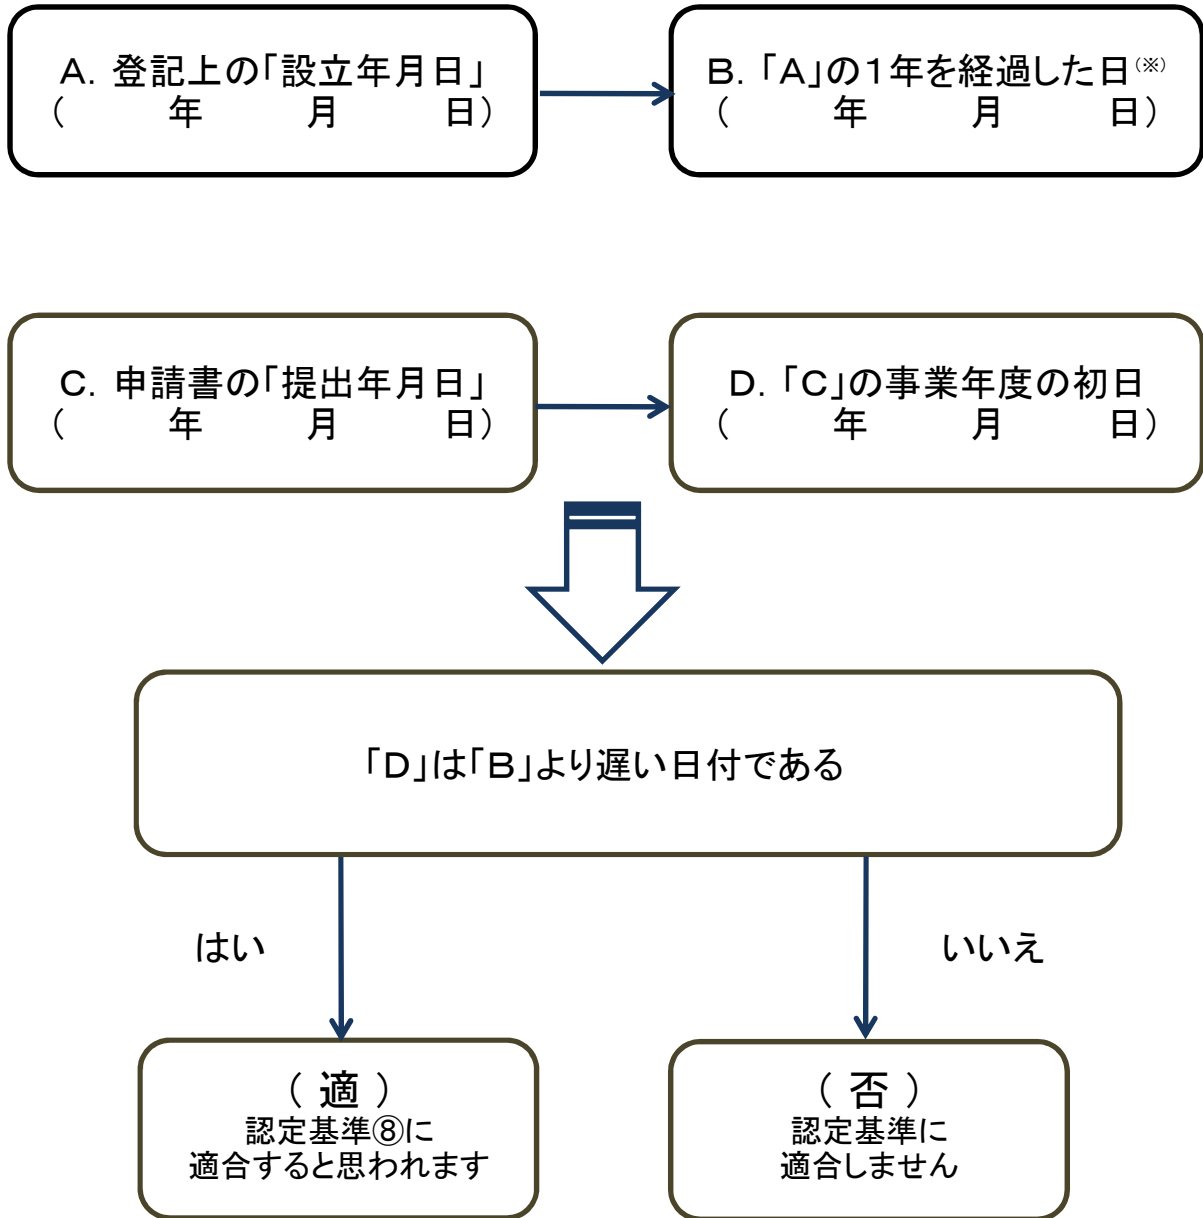 A. 登記上の「設立年月日」
(　　　年　　　月　　　日)
B. 「A」の1年を経過した日(※)
(　　　年　　　月　　　日)
C. 申請書の「提出年月日」
(　　　年　　　月　　　日)
D. 「C」の事業年度の初日
(　　　年　　　月　　　日)
「D」は「B」より遅い日付である
はい
いいえ
( 適 )
認定基準⑧に
適合すると思われます
( 否 )
認定基準に
適合しません